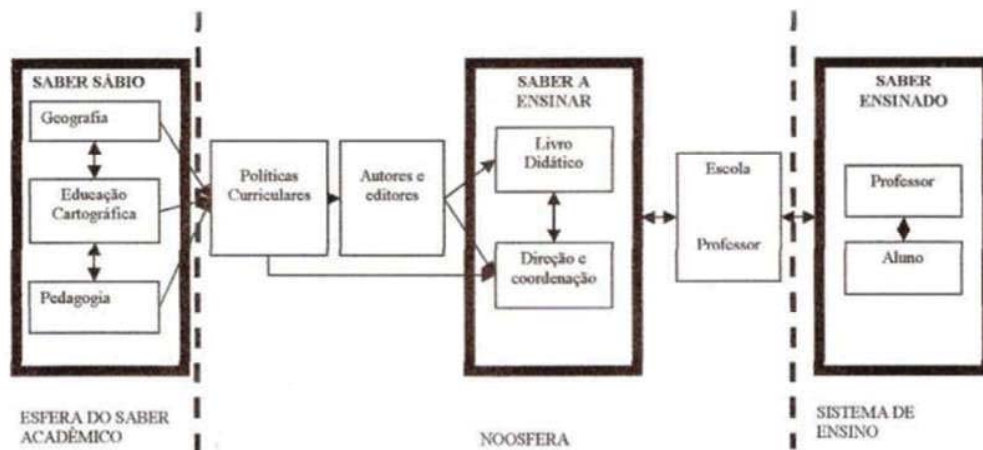 SABER SÁBIO
Geografia
Educação
Cartográfica
Pedagogia
ESFERA DO SABER
ACADÊMICO
Políticas
Curriculares
Autores e
editores
SABER A
ENSINAR
Livro
Didático
Direção e
coordenação
Escola
Professor
NOOSFERA
SABER
ENSINADO
Professor
Aluno
SISTEMA DE
ENSINO